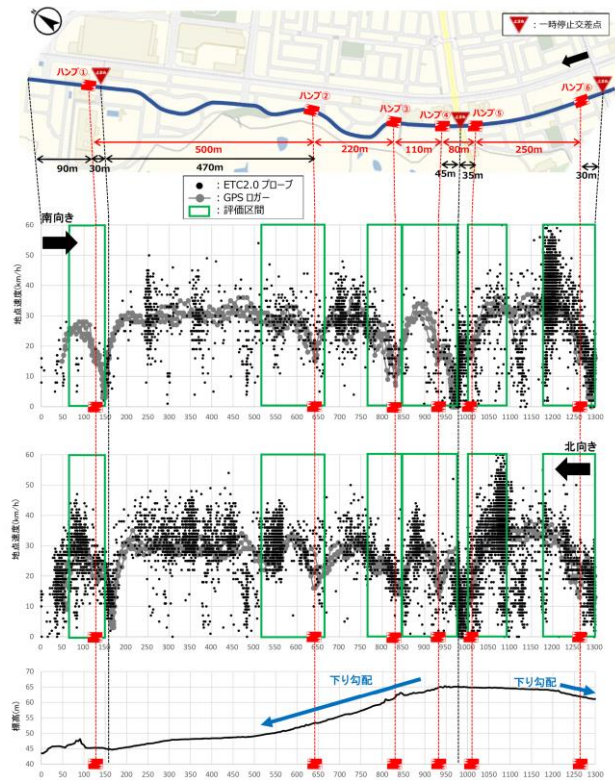 N
：一時停止交差点
止まれ
ハンプ①
ハンプ②
ハンプ③
ハンプ④
ハンプ⑤
ハンプ⑥
500m
220m
110m
80m
250m
90m
30m
470m
45m
35m
30m
：ETC2.0 プローブ
：GPS ロガー
：評価区間
南向き
地点速度(km/h)
60
50
40
30
20
10
0
0 50 100 150 200 250 300 350 400 450 500 550 600 650 700 750 800 850 900 950 1000 1050 1100 1150 1200 1250 1300
北向き
地点速度(km/h)
60
50
40
30
20
10
0
0 50 100 150 200 250 300 350 400 450 500 550 600 650 700 750 800 850 900 950 1000 1050 1100 1150 1200 1250 1300
標高(m)
70
65
60
55
50
45
40
下り勾配
下り勾配
0 50 100 150 200 250 300 350 400 450 500 550 600 650 700 750 800 850 900 950 1000 1050 1100 1150 1200 1250 1300